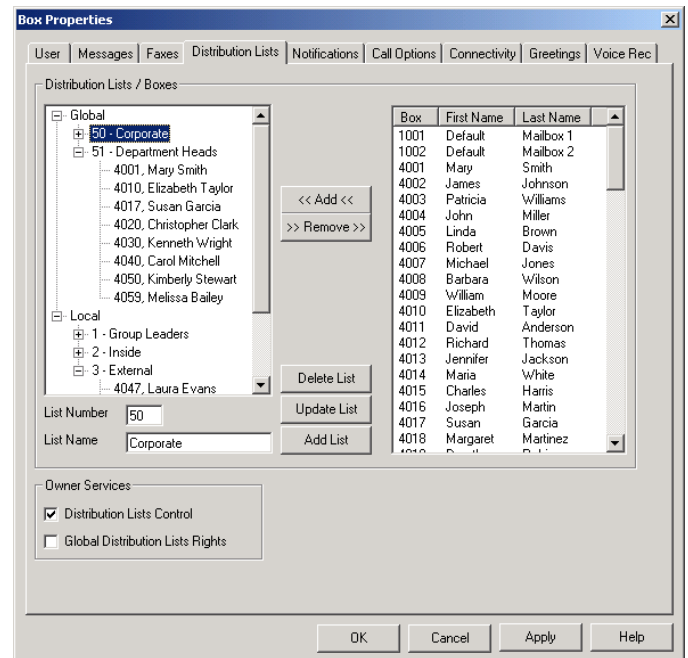 Box Properties
User Messages Faxes Distribution Lists Notifications Call Options Connectivity Greetings Voice Rec
Distribution Lists / Boxes
Global
50 - Corporate
51 - Department Heads
4001, Mary Smith
4010, Elizabeth Taylor
4017, Susan Garcia
4020, Christopher Clark
4030, Kenneth Wright
4040, Carol Mitchell
4050, Kimberly Stewart
4059, Melissa Bailey
Local
1 - Group Leaders
2 - Inside
3 - External
4047, Laura Evans
List Number 50
List Name Corporate
<< Add <<
>> Remove >>
Delete List
Update List
Add List
Box First Name Last Name
1001 Default Mailbox 1
1002 Default Mailbox 2
4001 Mary Smith
4002 James Johnson
4003 Patricia Williams
4004 John Miller
4005 Linda Brown
4006 Robert Davis
4007 Michael Jones
4008 Barbara Wilson
4009 William Moore
4010 Elizabeth Taylor
4011 David Anderson
4012 Richard Thomas
4013 Jennifer Jackson
4014 Maria White
4015 Charles Harris
4016 Joseph Martin
4017 Susan Garcia
4018 Margaret Martinez
Owner Services
Distribution Lists Control
Global Distribution Lists Rights
OK Cancel Apply Help